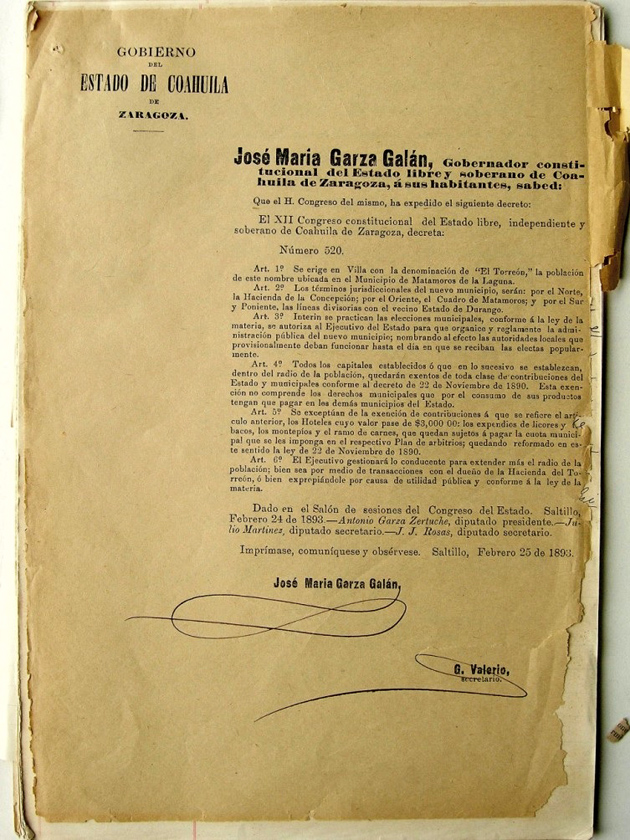 GOBIERNO
DEL
ESTADO DE COAHUILA
DE
ZARAGOZA.
José Maria Garza Galán, Gobernador consti-
tucional del Estado libre y soberano de Coa-
huila de Zaragoza, á sus habitantes, sabed:
Que el H. Congreso del mismo, ha expedido el siguiente decreto:
El XII Congreso constitucional del Estado libre, independiente y
soberano de Coahuila de Zaragoza, decreta:
Número 520.
Art. 1º Se erige en Villa con la denominación de "El Torreón," la población
de este nombre ubicada en el Municipio de Matamoros de la Laguna.
Art. 2º Los términos jurisdiccionales del nuevo municipio, serán: por el Norte,
la Hacienda de la Concepción; por el Oriente, el Cuadro de Matamoros; y por el Sur
y Poniente, las líneas divisorias con el vecino Estado de Durango.
Art. 3º Interin se practican las elecciones municipales, conforme á la ley de la
materia, se autoriza al Ejecutivo del Estado para que organice y reglamente la admi-
nistración pública del nuevo municipio; nombrando al efecto las autoridades locales que
provisionalmente deban funcionar hasta el día en que se reciban las electas popular-
mente.
Art. 4º Todos los capitales establecidos ó que en lo sucesivo se establezcan,
dentro del radio de la población, quedarán exentos de toda clase de contribuciones del
Estado y municipales conforme al decreto de 22 de Noviembre de 1890. Esta exen-
ción no comprende los derechos municipales que por el consumo de sus productos
tengan que pagar en los demás municipios del Estado.
Art. 5º Se exceptúan de la exención de contribuciones á que se refiere el artí-
culo anterior, los Hoteles cuyo valor pase de $3,000 00: los expendios de licores y
bacos, los montepíos y el ramo de carnes, que quedan sujetos á pagar la cuota munici-
pal que se les imponga en el respectivo Plan de arbitrios; quedando reformado en es-
te sentido la ley de 22 de Noviembre de 1890.
Art. 6º El Ejecutivo gestionará lo conducente para extender más el radio de la
población; bien sea por medio de transacciones con el dueño de la Hacienda del To-
rreón, ó bien expropiándole por causa de utilidad pública y conforme á la ley de la
materia.
Dado en el Salón de sesiones del Congreso del Estado. Saltillo,
Febrero 24 de 1893.—Antonio Garza Zertuche, diputado presidente.—Ju-
lio Martinez, diputado secretario.—J. J. Rosas, diputado secretario.
Imprímase, comuníquese y obsérvese. Saltillo, Febrero 25 de 1893.
José Maria Garza Galán,
G. Valerio,
secretario.